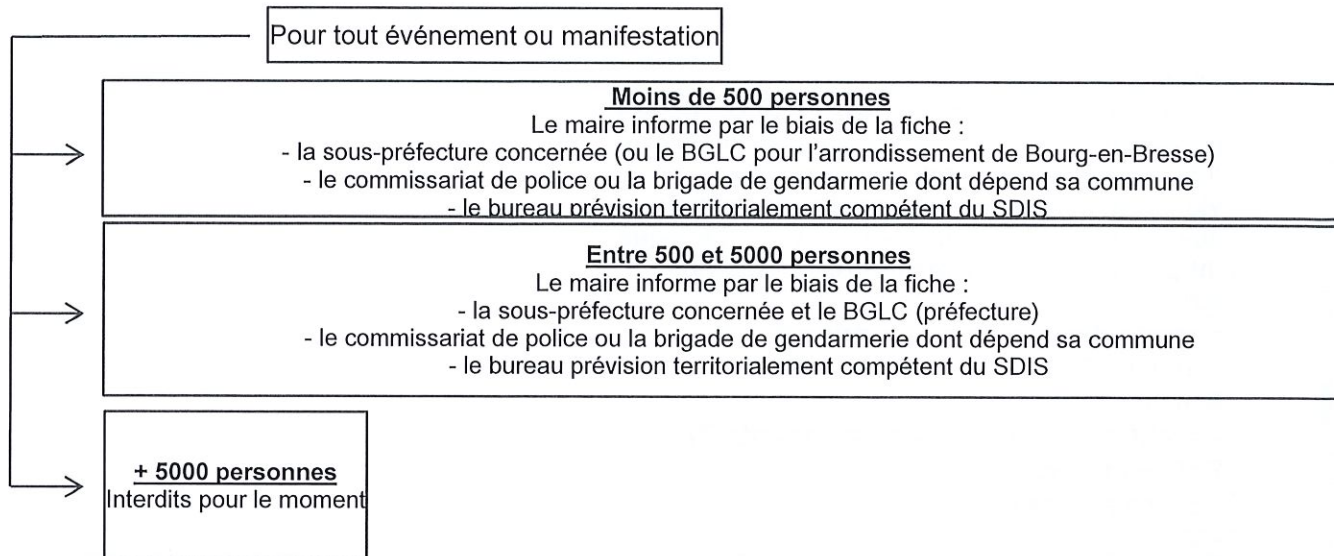 Pour tout événement ou manifestation
Moins de 500 personnes
Le maire informe par le biais de la fiche :
- la sous-préfecture concernée (ou le BGLC pour l'arrondissement de Bourg-en-Bresse)
- le commissariat de police ou la brigade de gendarmerie dont dépend sa commune
- le bureau prévision territorialement compétent du SDIS
Entre 500 et 5000 personnes
Le maire informe par le biais de la fiche :
- la sous-préfecture concernée et le BGLC (préfecture)
- le commissariat de police ou la brigade de gendarmerie dont dépend sa commune
- le bureau prévision territorialement compétent du SDIS
+ 5000 personnes
Interdits pour le moment